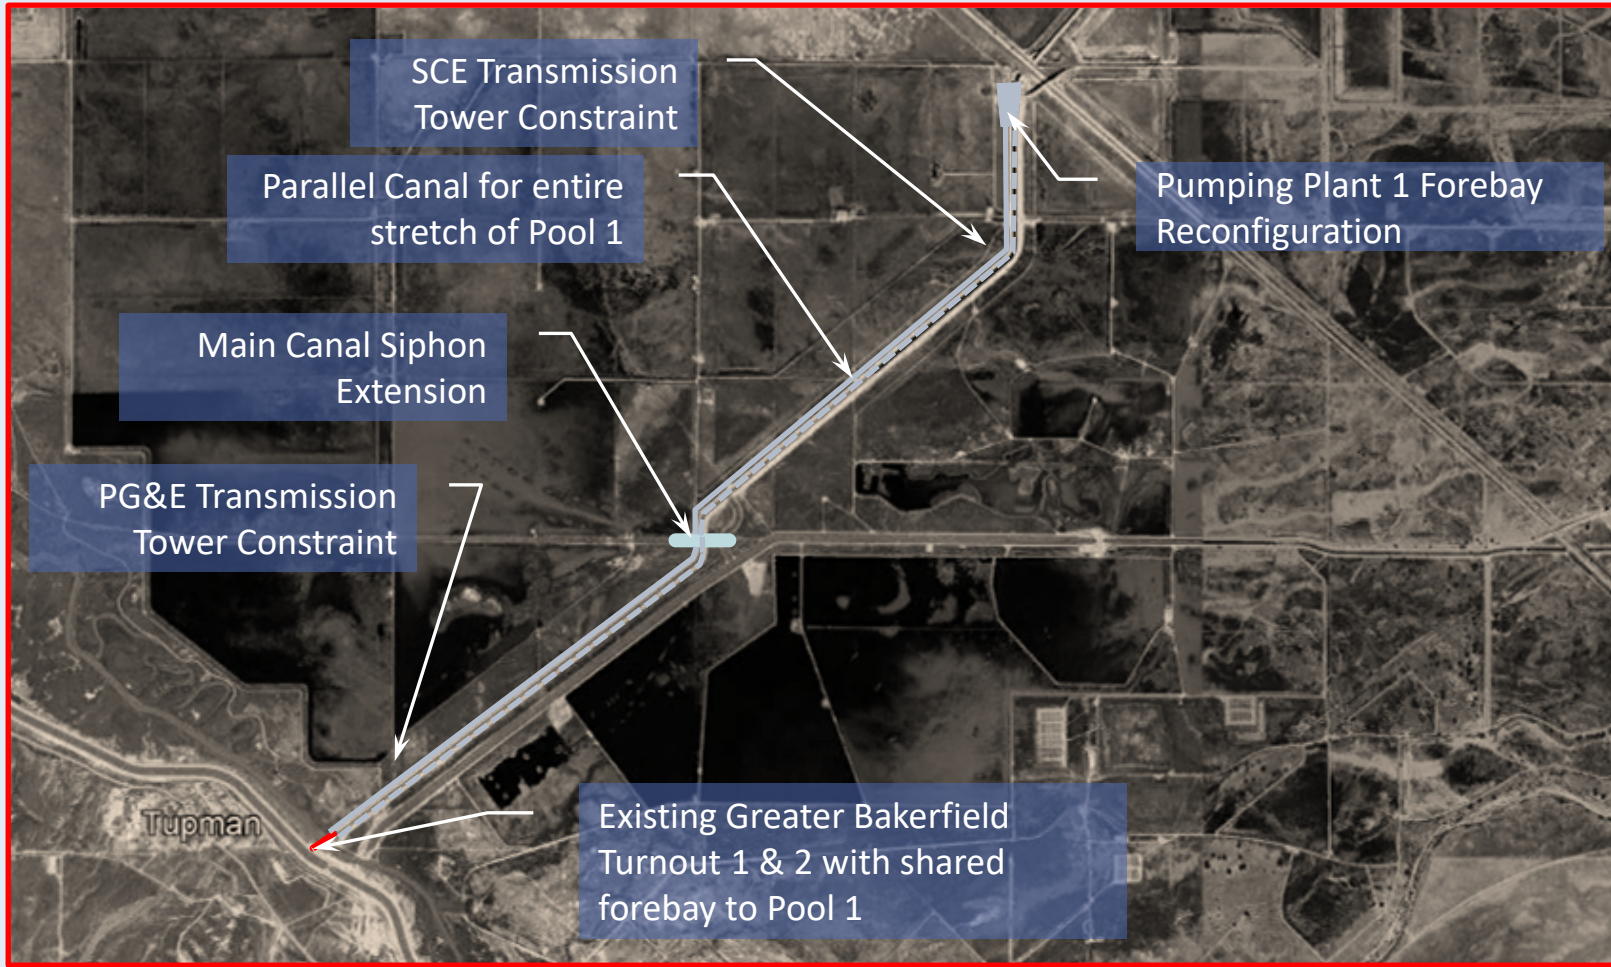 SCE Transmission
Tower Constraint
Parallel Canal for entire
stretch of Pool 1
Pumping Plant 1 Forebay
Reconfiguration
Main Canal Siphon
Extension
PG&E Transmission
Tower Constraint
Tupman
Existing Greater Bakerfield
Turnout 1 & 2 with shared
forebay to Pool 1